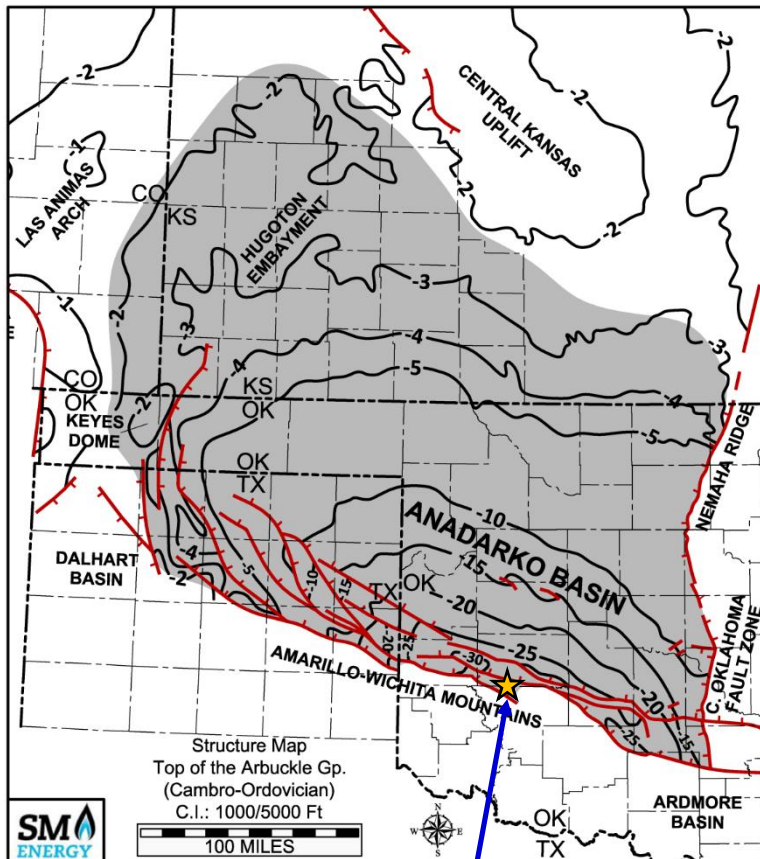 -2
-2
-2
CENTRAL KANSAS
UPLIFT
-2
-1
LAS ANIMAS
ARCH
CO
KS
-2
HUGOTON
EMBAYMENT
-2
-3
-1
-2
-3
-4
-3
-5
-4
CO
OK
KS
OK
-2
-4
-5
KEYES
DOME
NEMAHA RIDGE
OK
TX
-10
ANADARKO BASIN
DALHART
BASIN
-4
-2
-5
-10
-15
-15
TX
OK
-20
-20
-25
-25
-30
-20
-15
-25
C. OKLAHOMA
FAULT ZONE
AMARILLO-WICHITA MOUNTAINS
Structure Map
Top of the Arbuckle Gp.
(Cambro-Ordovician)
C.I.: 1000/5000 Ft
100 MILES
ARDMORE
BASIN
SM
ENERGY
N
W
E
S
OK
TX